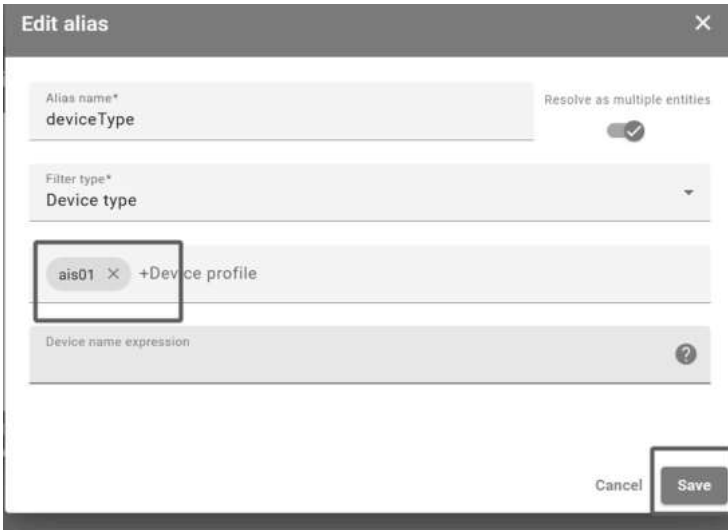 Edit alias
Alias name*
deviceType
Resolve as multiple entities
Filter type*
Device type
ais01 +Device profile
Device name expression
Cancel Save